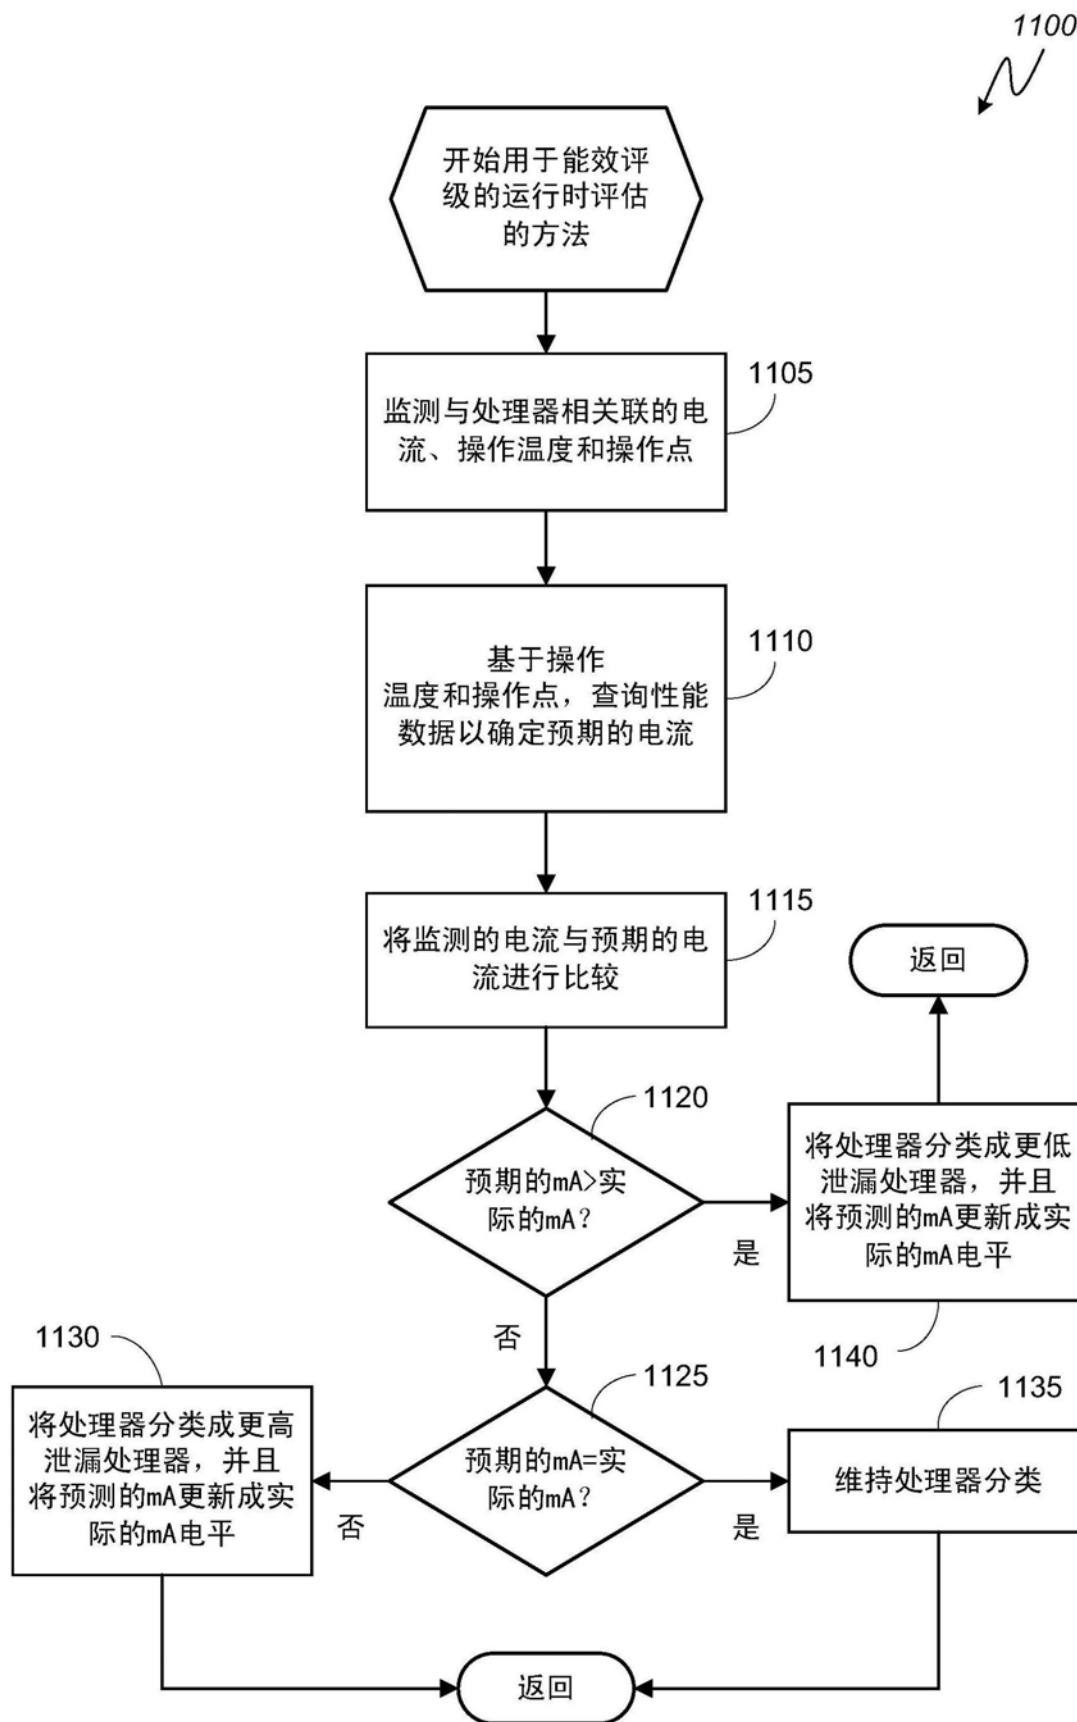 1100
开始用于能效评
级的运行时评估
的方法
1105
监测与处理器相关联的电
流、操作温度和操作点
1110
基于操作
温度和操作点，查询性能
数据以确定预期的电流
1115
将监测的电流与预期的电
流进行比较
返回
1120
预期的mA>实
际的mA？
是
将处理器分类成更低
泄漏处理器，并且
将预测的mA更新成实
际的mA电平
1140
否
1125
预期的mA=实
际的mA？
1130
将处理器分类成更高
泄漏处理器，并且
将预测的mA更新成实
际的mA电平
否
是
1135
维持处理器分类
返回